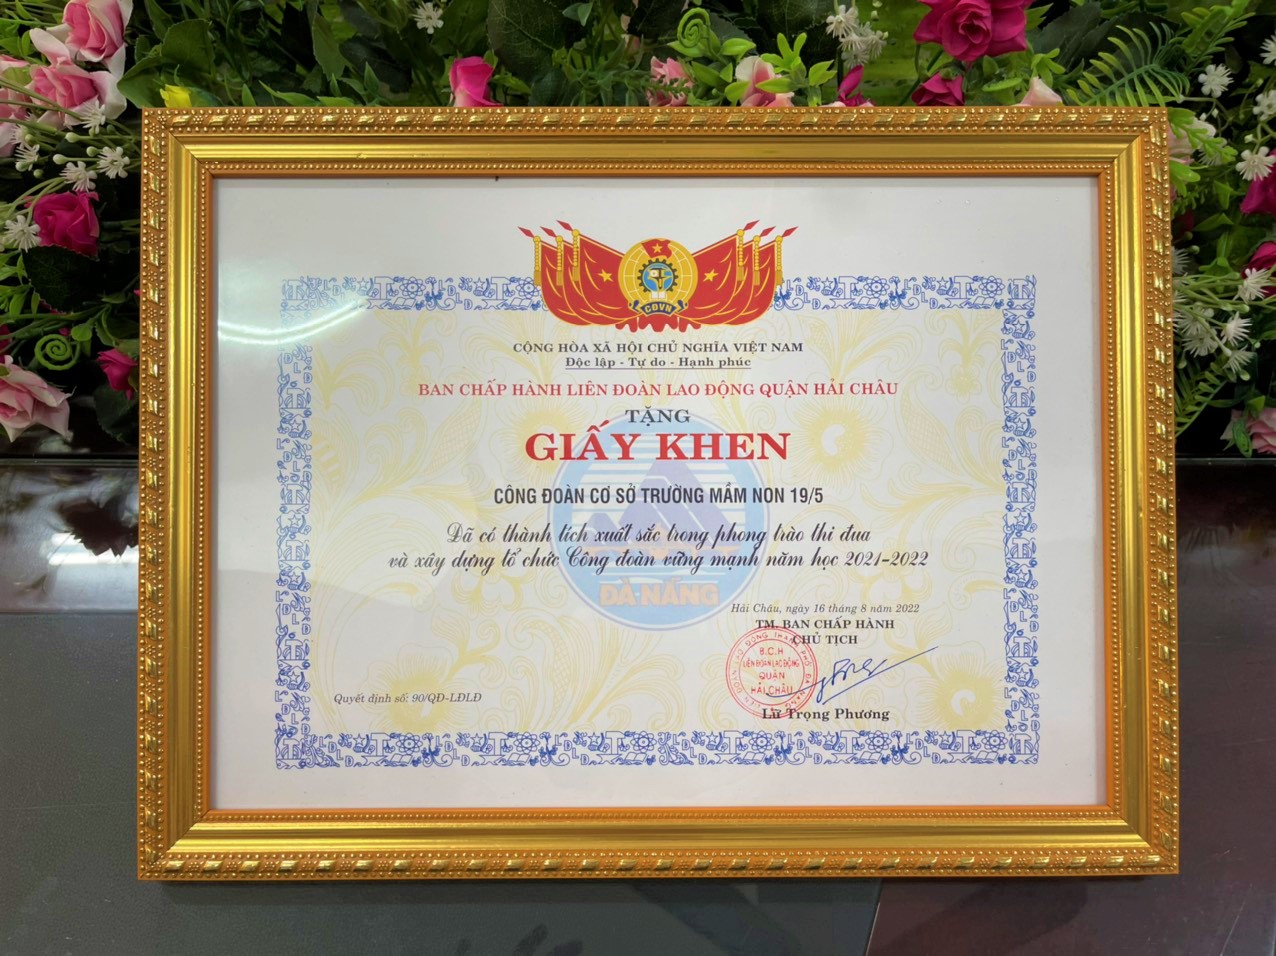 CĐVN
CỘNG HÒA XÃ HỘI CHỦ NGHĨA VIỆT NAM
Độc lập - Tự do - Hạnh phúc
BAN CHẤP HÀNH LIÊN ĐOÀN LAO ĐỘNG QUẬN HẢI CHÂU
TẶNG
GIẤY KHEN
CÔNG ĐOÀN CƠ SỞ TRƯỜNG MẦM NON 19/5
Đã có thành tích xuất sắc trong phong trào thi đua
và xây dựng tổ chức Công đoàn vững mạnh năm học 2021-2022
ĐÀ NẴNG
Hải Châu, ngày 16 tháng 8 năm 2022
TM. BAN CHẤP HÀNH
CHỦ TỊCH
B.C.H
LIÊN ĐOÀN LAO ĐỘNG
QUẬN
HẢI CHÂU
Quyết định số: 90/QĐ-LĐLĐ
Lữ Trọng Phương